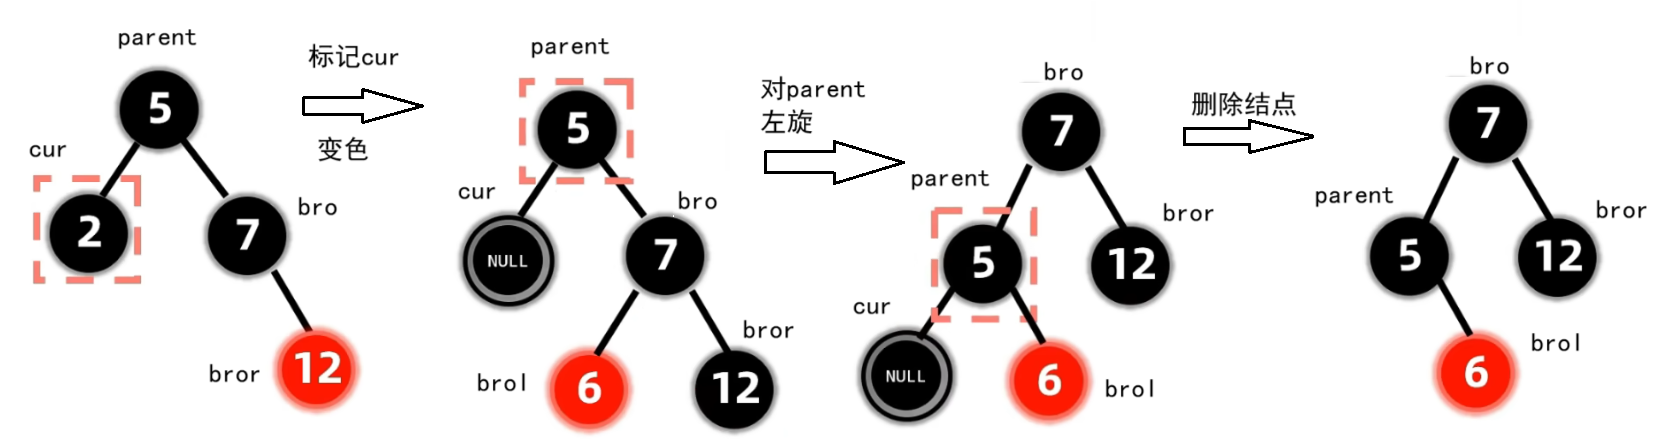 parent
5
cur
2
7
bro
bror
12
标记cur
变色
parent
5
cur
NULL
bro
7
brol
6
bror
12
对parent
左旋
bro
7
parent
5
bror
12
cur
NULL
6
brol
删除结点
bro
7
parent
5
bror
12
brol
6